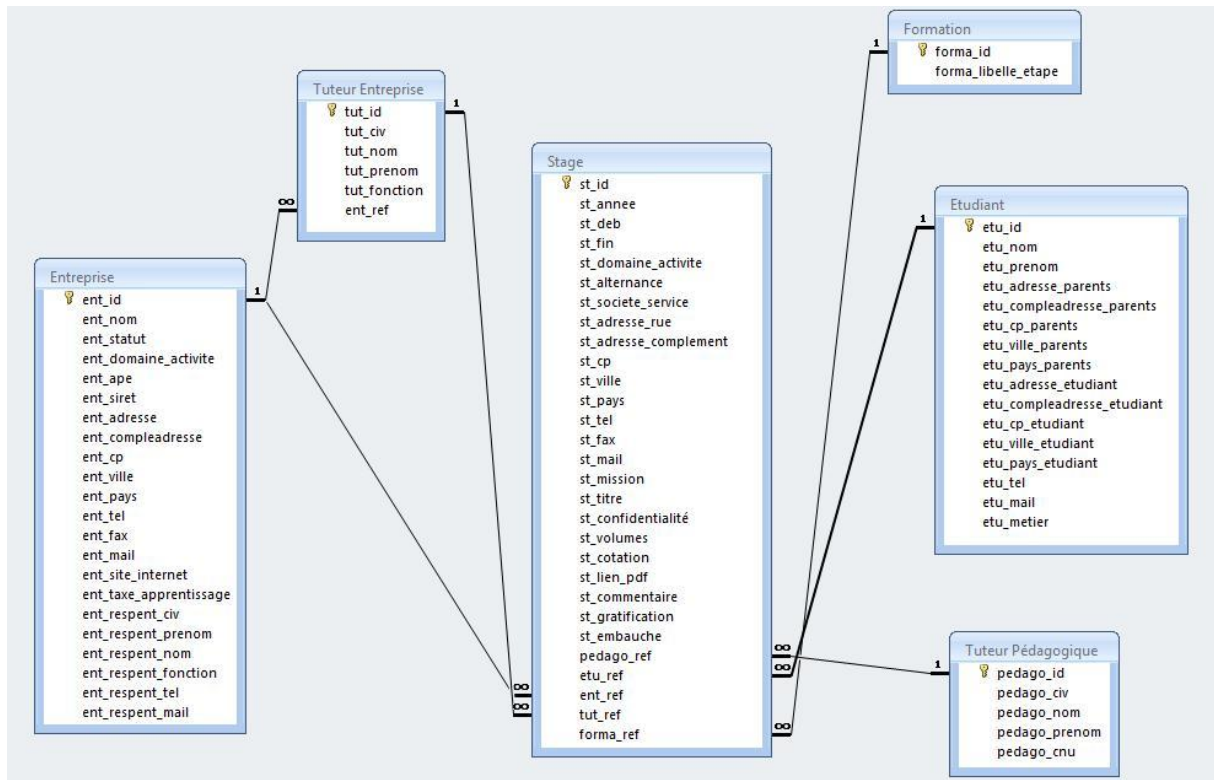 Formation
forma_id
forma_libelle_etape
1
Tuteur Entreprise
tut_id
tut_civ
tut_nom
tut_prenom
tut_fonction
ent_ref
1
∞
Entreprise
ent_id
ent_nom
ent_statut
ent_domaine_activite
ent_ape
ent_siret
ent_adresse
ent_compleadresse
ent_cp
ent_ville
ent_pays
ent_tel
ent_fax
ent_mail
ent_site_internet
ent_taxe_apprentissage
ent_respent_civ
ent_respent_prenom
ent_respent_nom
ent_respent_fonction
ent_respent_tel
ent_respent_mail
1
Stage
st_id
st_annee
st_deb
st_fin
st_domaine_activite
st_alternance
st_societe_service
st_adresse_rue
st_adresse_complement
st_cp
st_ville
st_pays
st_tel
st_fax
st_mail
st_mission
st_titre
st_confidentialité
st_volumes
st_cotation
st_lien_pdf
st_commentaire
st_gratification
st_embauche
pedago_ref
etu_ref
ent_ref
tut_ref
forma_ref
∞
∞
∞
∞
∞
Etudiant
etu_id
etu_nom
etu_prenom
etu_adresse_parents
etu_compleadresse_parents
etu_cp_parents
etu_ville_parents
etu_pays_parents
etu_adresse_etudiant
etu_compleadresse_etudiant
etu_cp_etudiant
etu_ville_etudiant
etu_pays_etudiant
etu_tel
etu_mail
etu_metier
1
Tuteur Pédagogique
pedago_id
pedago_civ
pedago_nom
pedago_prenom
pedago_cnu
1